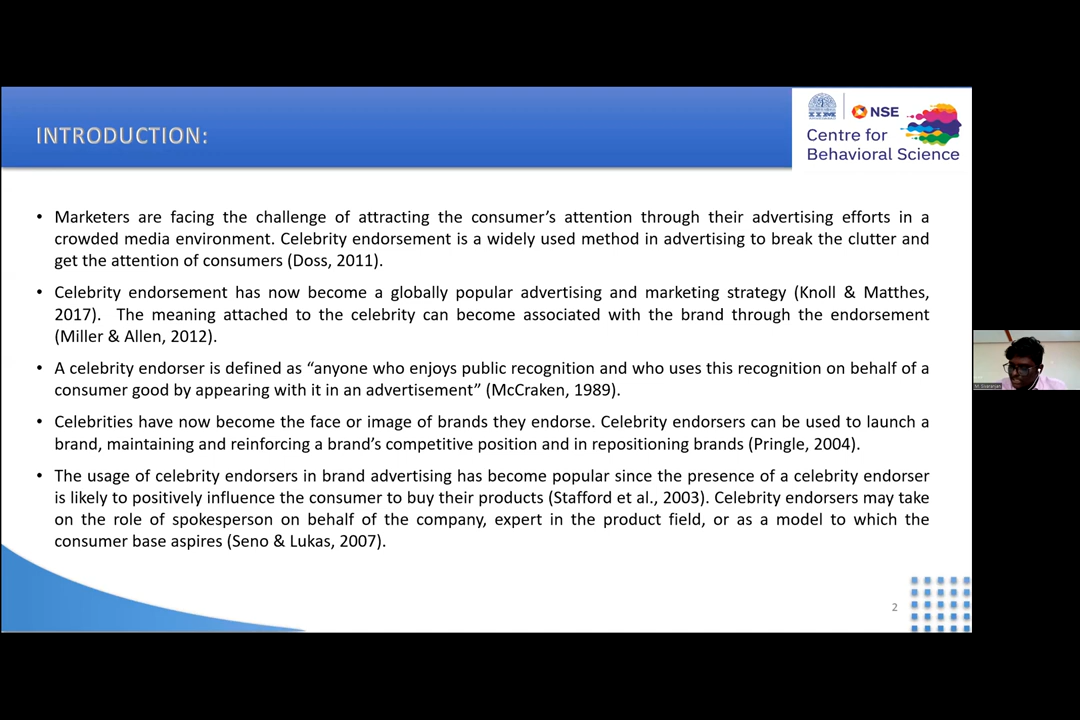 INTRODUCTION:
IIM
NSE
Centre for
Behavioral Science
• Marketers are facing the challenge of attracting the consumer’s attention through their advertising efforts in a
crowded media environment. Celebrity endorsement is a widely used method in advertising to break the clutter and
get the attention of consumers (Doss, 2011).
• Celebrity endorsement has now become a globally popular advertising and marketing strategy (Knoll & Matthes,
2017). The meaning attached to the celebrity can become associated with the brand through the endorsement
(Miller & Allen, 2012).
• A celebrity endorser is defined as “anyone who enjoys public recognition and who uses this recognition on behalf of a
consumer good by appearing with it in an advertisement” (McCraken, 1989).
• Celebrities have now become the face or image of brands they endorse. Celebrity endorsers can be used to launch a
brand, maintaining and reinforcing a brand’s competitive position and in repositioning brands (Pringle, 2004).
• The usage of celebrity endorsers in brand advertising has become popular since the presence of a celebrity endorser
is likely to positively influence the consumer to buy their products (Stafford et al., 2003). Celebrity endorsers may take
on the role of spokesperson on behalf of the company, expert in the product field, or as a model to which the
consumer base aspires (Seno & Lukas, 2007).
2